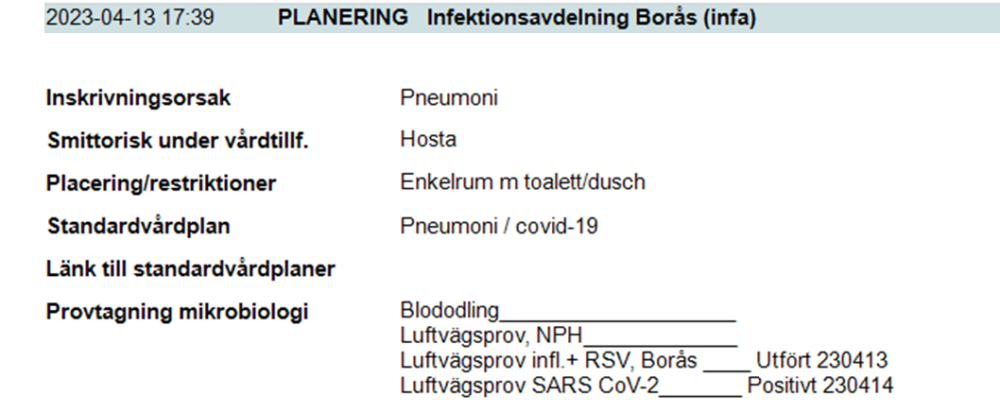 2023-04-13 17:39 PLANERING Infektionsavdelning Borås (infa)
Inskrivningsorsak Pneumoni
Smittorisk under vårdtillf. Hosta
Placering/restriktioner Enkelrum m toalett/dusch
Standardvårdplan Pneumoni / covid-19
Länk till standardvårdplaner
Provtagning mikrobiologi Blododling____________________
Luftvägsprov, NPH_____________
Luftvägsprov infl.+ RSV, Borås ____ Utfört 230413
Luftvägsprov SARS CoV-2_______ Positivt 230414